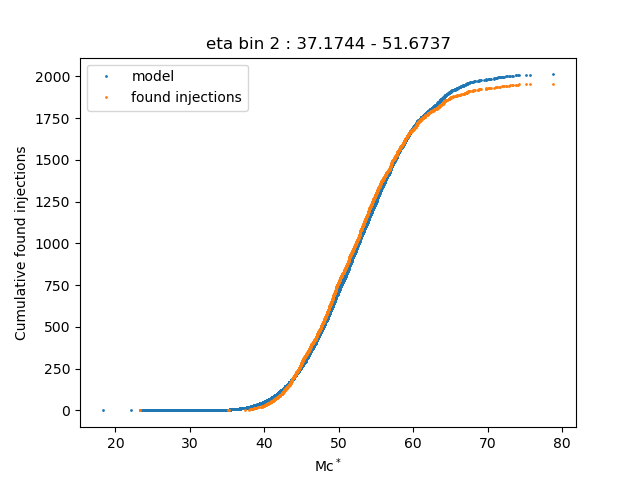 eta bin 2 : 37.1744 - 51.6737
model
found injections
Cumulative found injections
2000
1750
1500
1250
1000
750
500
250
0
20 30 40 50 60 70 80
Mc*